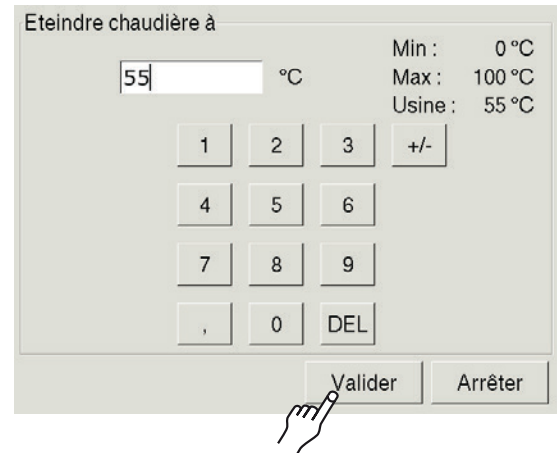 Eteindre chaudière à
55 °C
Min : 0 °C
Max : 100 °C
Usine : 55 °C
1 2 3 +/-
4 5 6
7 8 9
, 0 DEL
Valider Arrêter